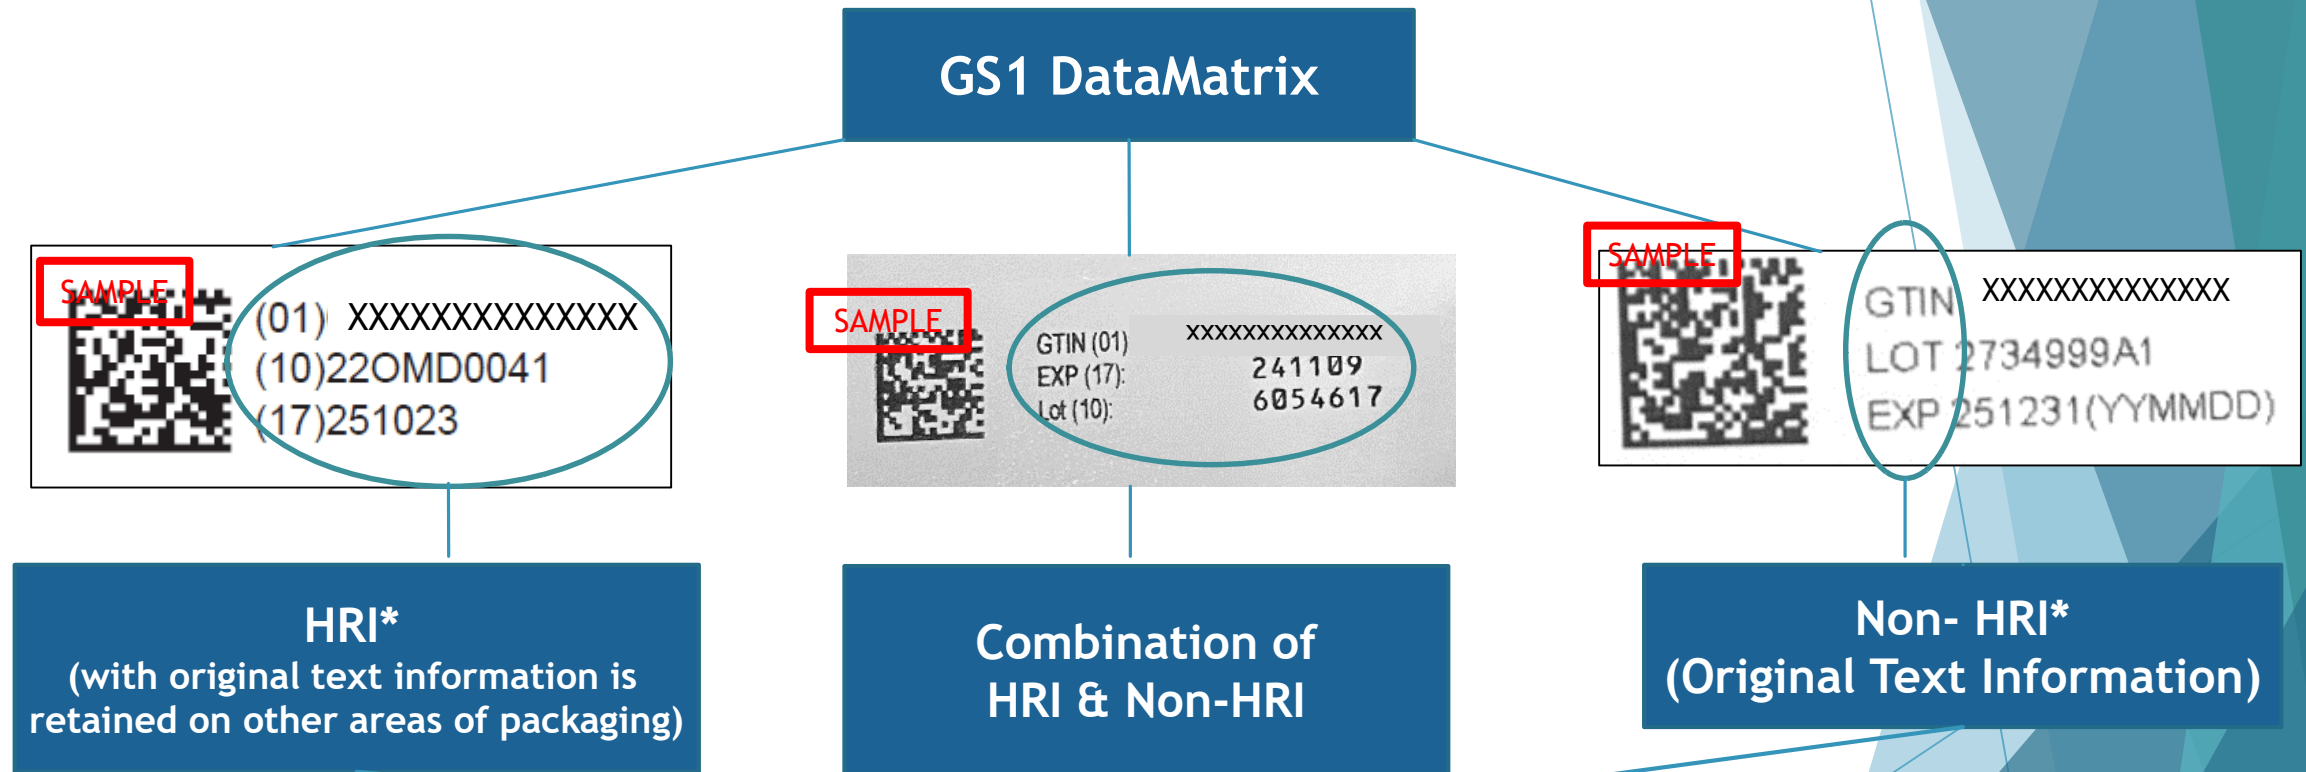 GS1 DataMatrix
SAMPLE
(01) XXXXXXXXXXXXXX
(10)22OMD0041
(17)251023
SAMPLE
GTIN (01) XXXXXXXXXXXXXX
EXP (17): 241109
Lot (10): 6054617
SAMPLE
GTIN XXXXXXXXXXXXXX
LOT 2734999A1
EXP 251231(YYMMDD)
HRI*
(with original text information is
retained on other areas of packaging)
Combination of
HRI & Non-HRI
Non- HRI*
(Original Text Information)